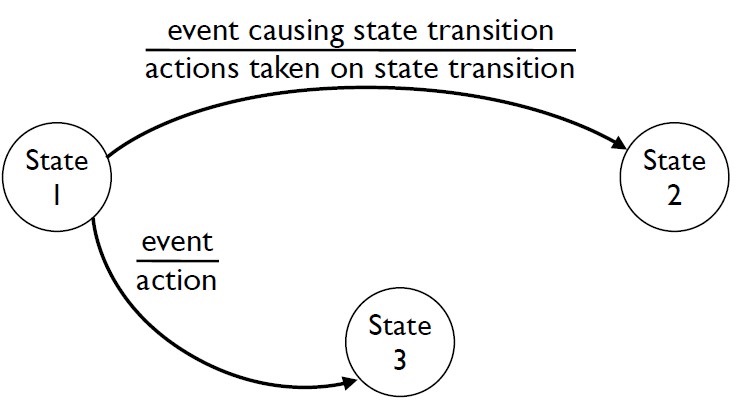 event causing state transition
actions taken on state transition
State
1
State
2
event
action
State
3